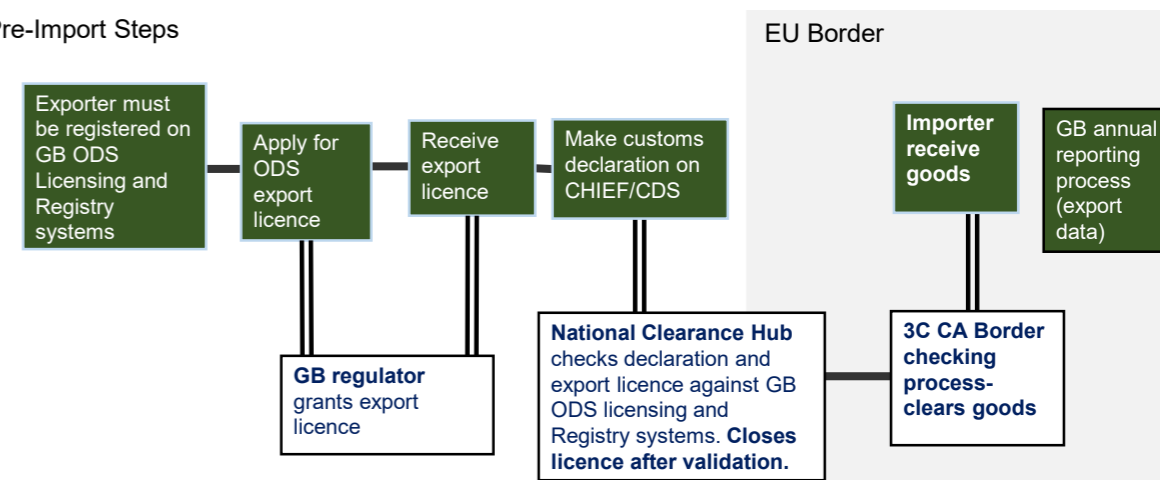 re-Import Steps
EU Border
Exporter must
be registered on
GB ODS
Licensing and
Registry
systems
Apply for
ODS
export
licence
Receive
export
licence
Make customs
declaration on
CHIEF/CDS
Importer
receive
goods
GB annual
reporting
process
(export
data)
GB regulator
grants export
licence
National Clearance Hub
checks declaration and
export licence against GB
ODS licensing and
Registry systems. Closes
licence after validation.
3C CA Border
checking
process-
clears goods